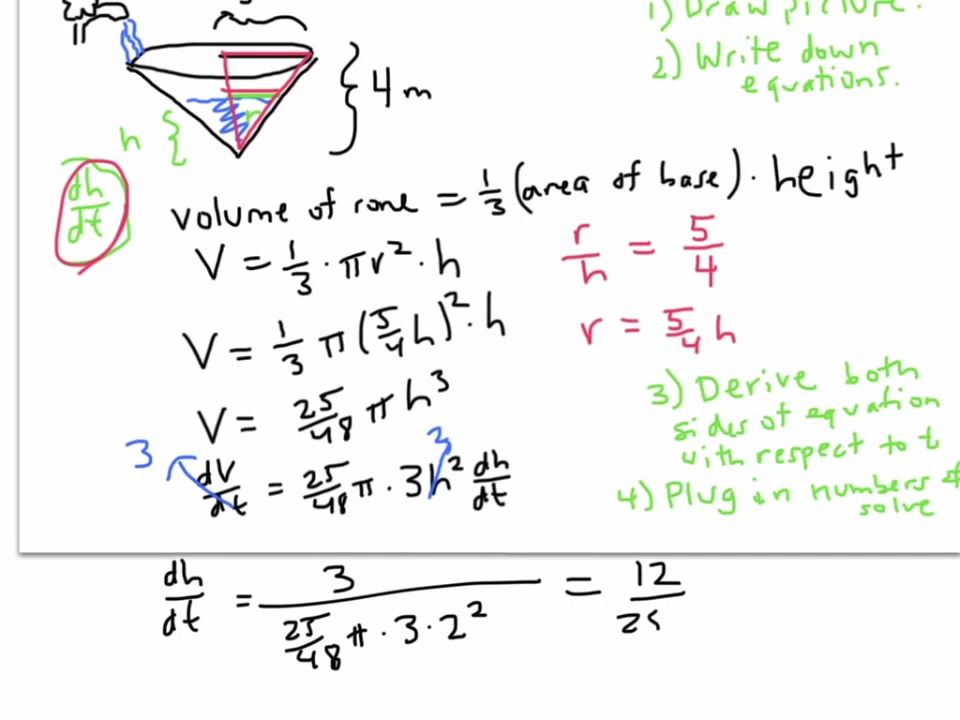 1) Draw picture.
2) Write down
equations.
4 m
h
r
dh/dt
volume of cone = 1/3 (area of base) · height
V = 1/3 · πr² · h
r/h = 5/4
V = 1/3 π (5/4 h)² · h
r = 5/4 h
V = 25/48 π h³
3) Derive both
sides of equation
with respect to t
3
2
dV/dt = 25/48 π · 3h² dh/dt
4) Plug in numbers &
solve
dh/dt = 3/(25/48 π · 3 · 2²) = 12/25